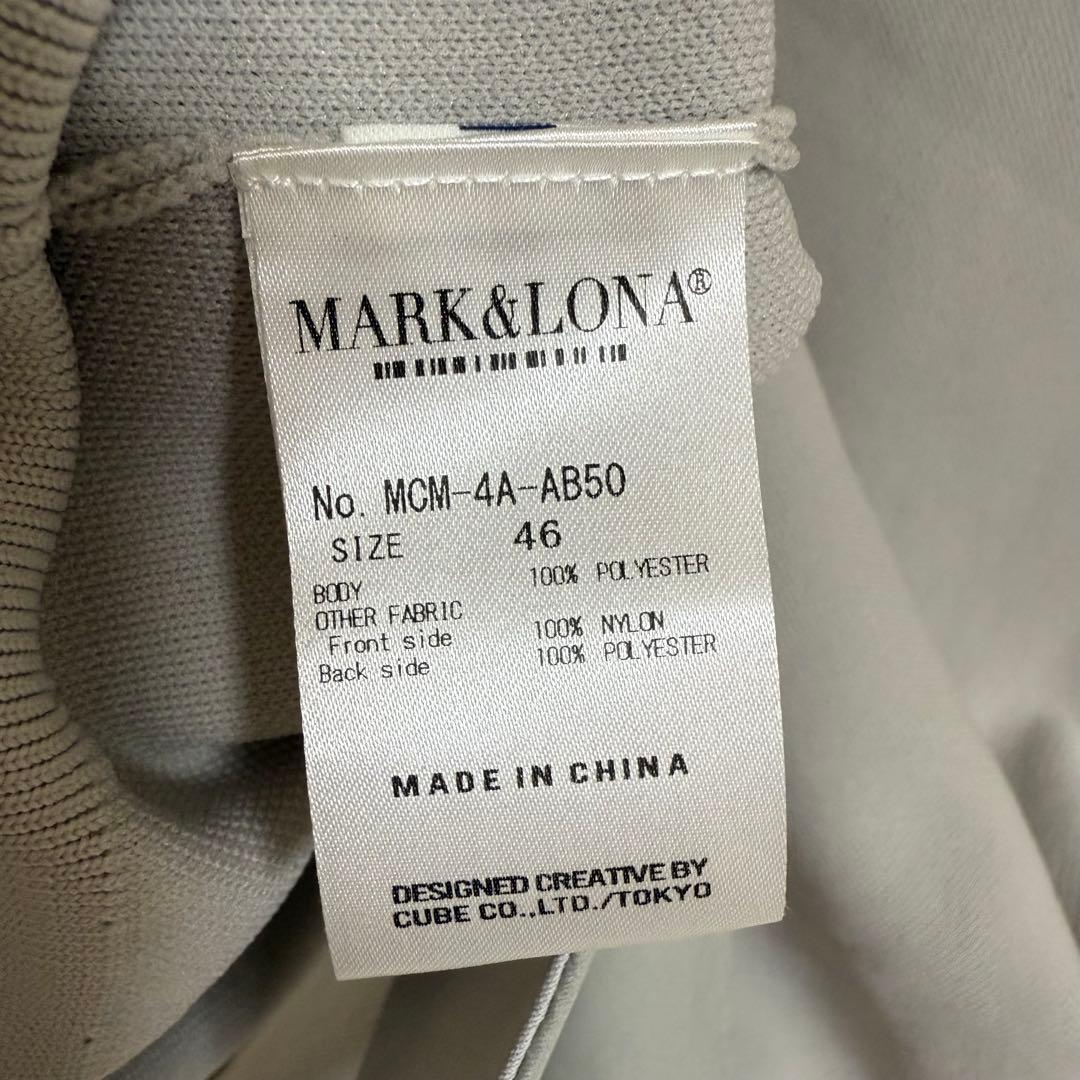 MARK&LONA®
No. MCM-4A-AB50
SIZE 46
BODY 100% POLYESTER
OTHER FABRIC
Front side 100% NYLON
Back side 100% POLYESTER
MADE IN CHINA
DESIGNED CREATIVE BY
CUBE CO.,LTD./TOKYO